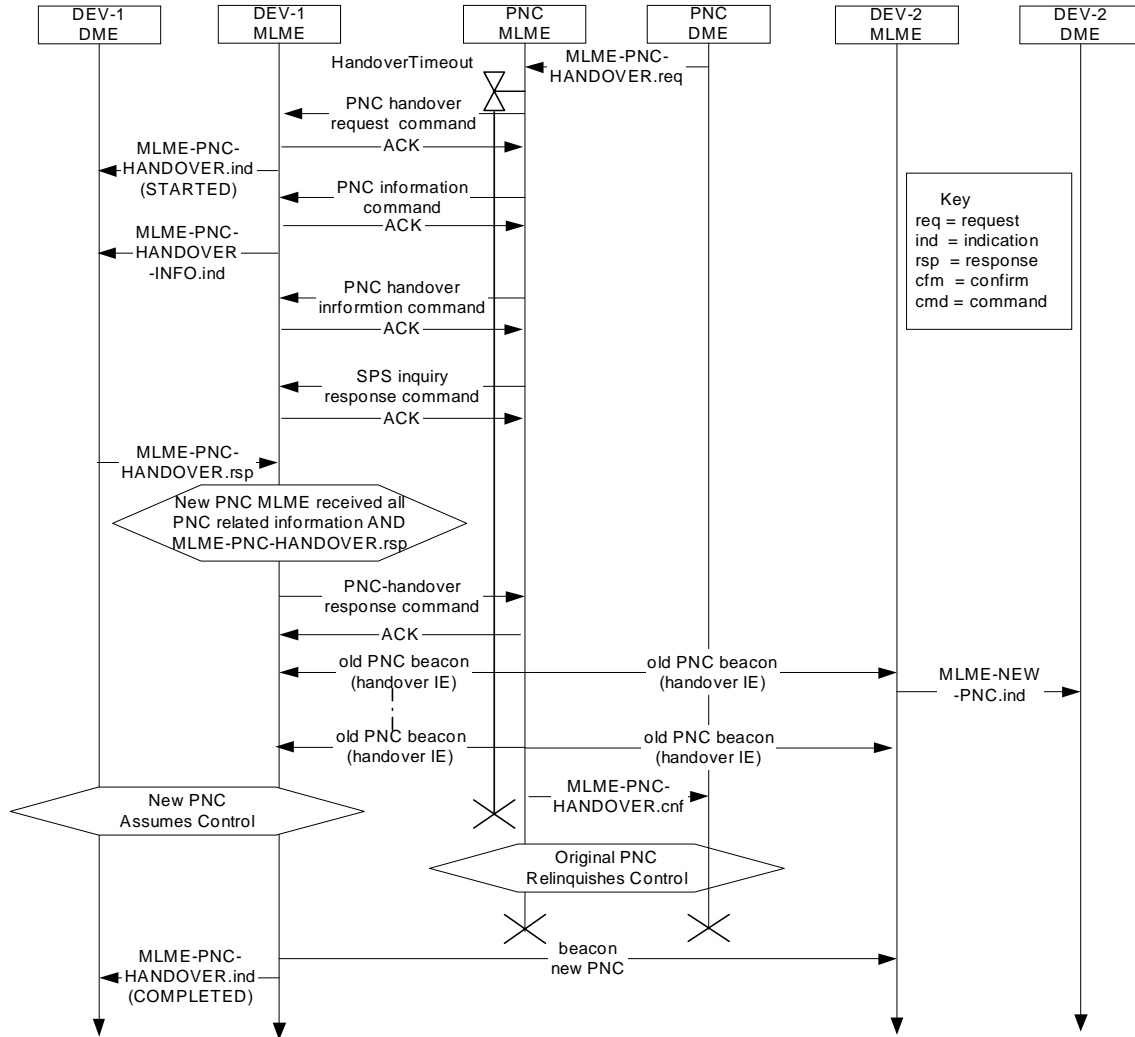 DEV-1
DME
DEV-1
MLME
PNC
MLME
PNC
DME
DEV-2
MLME
DEV-2
DME
HandoverTimeout
MLME-PNC-
HANDOVER.req
PNC handover
request command
ACK
MLME-PNC-
HANDOVER.ind
(STARTED)
PNC information
command
ACK
MLME-PNC-
HANDOVER
-INFO.ind
Key
req = request
ind = indication
rsp = response
cfm = confirm
cmd = command
PNC handover
inrformtion command
ACK
SPS inquiry
response command
ACK
MLME-PNC-
HANDOVER.rsp
New PNC MLME received all
PNC related information AND
MLME-PNC-HANDOVER.rsp
PNC-handover
response command
ACK
old PNC beacon
(handover IE)
old PNC beacon
(handover IE)
MLME-NEW
-PNC.ind
old PNC beacon
(handover IE)
old PNC beacon
(handover IE)
MLME-PNC-
HANDOVER.cnf
New PNC
Assumes Control
Original PNC
Relinquishes Control
beacon
new PNC
MLME-PNC-
HANDOVER.ind
(COMPLETED)